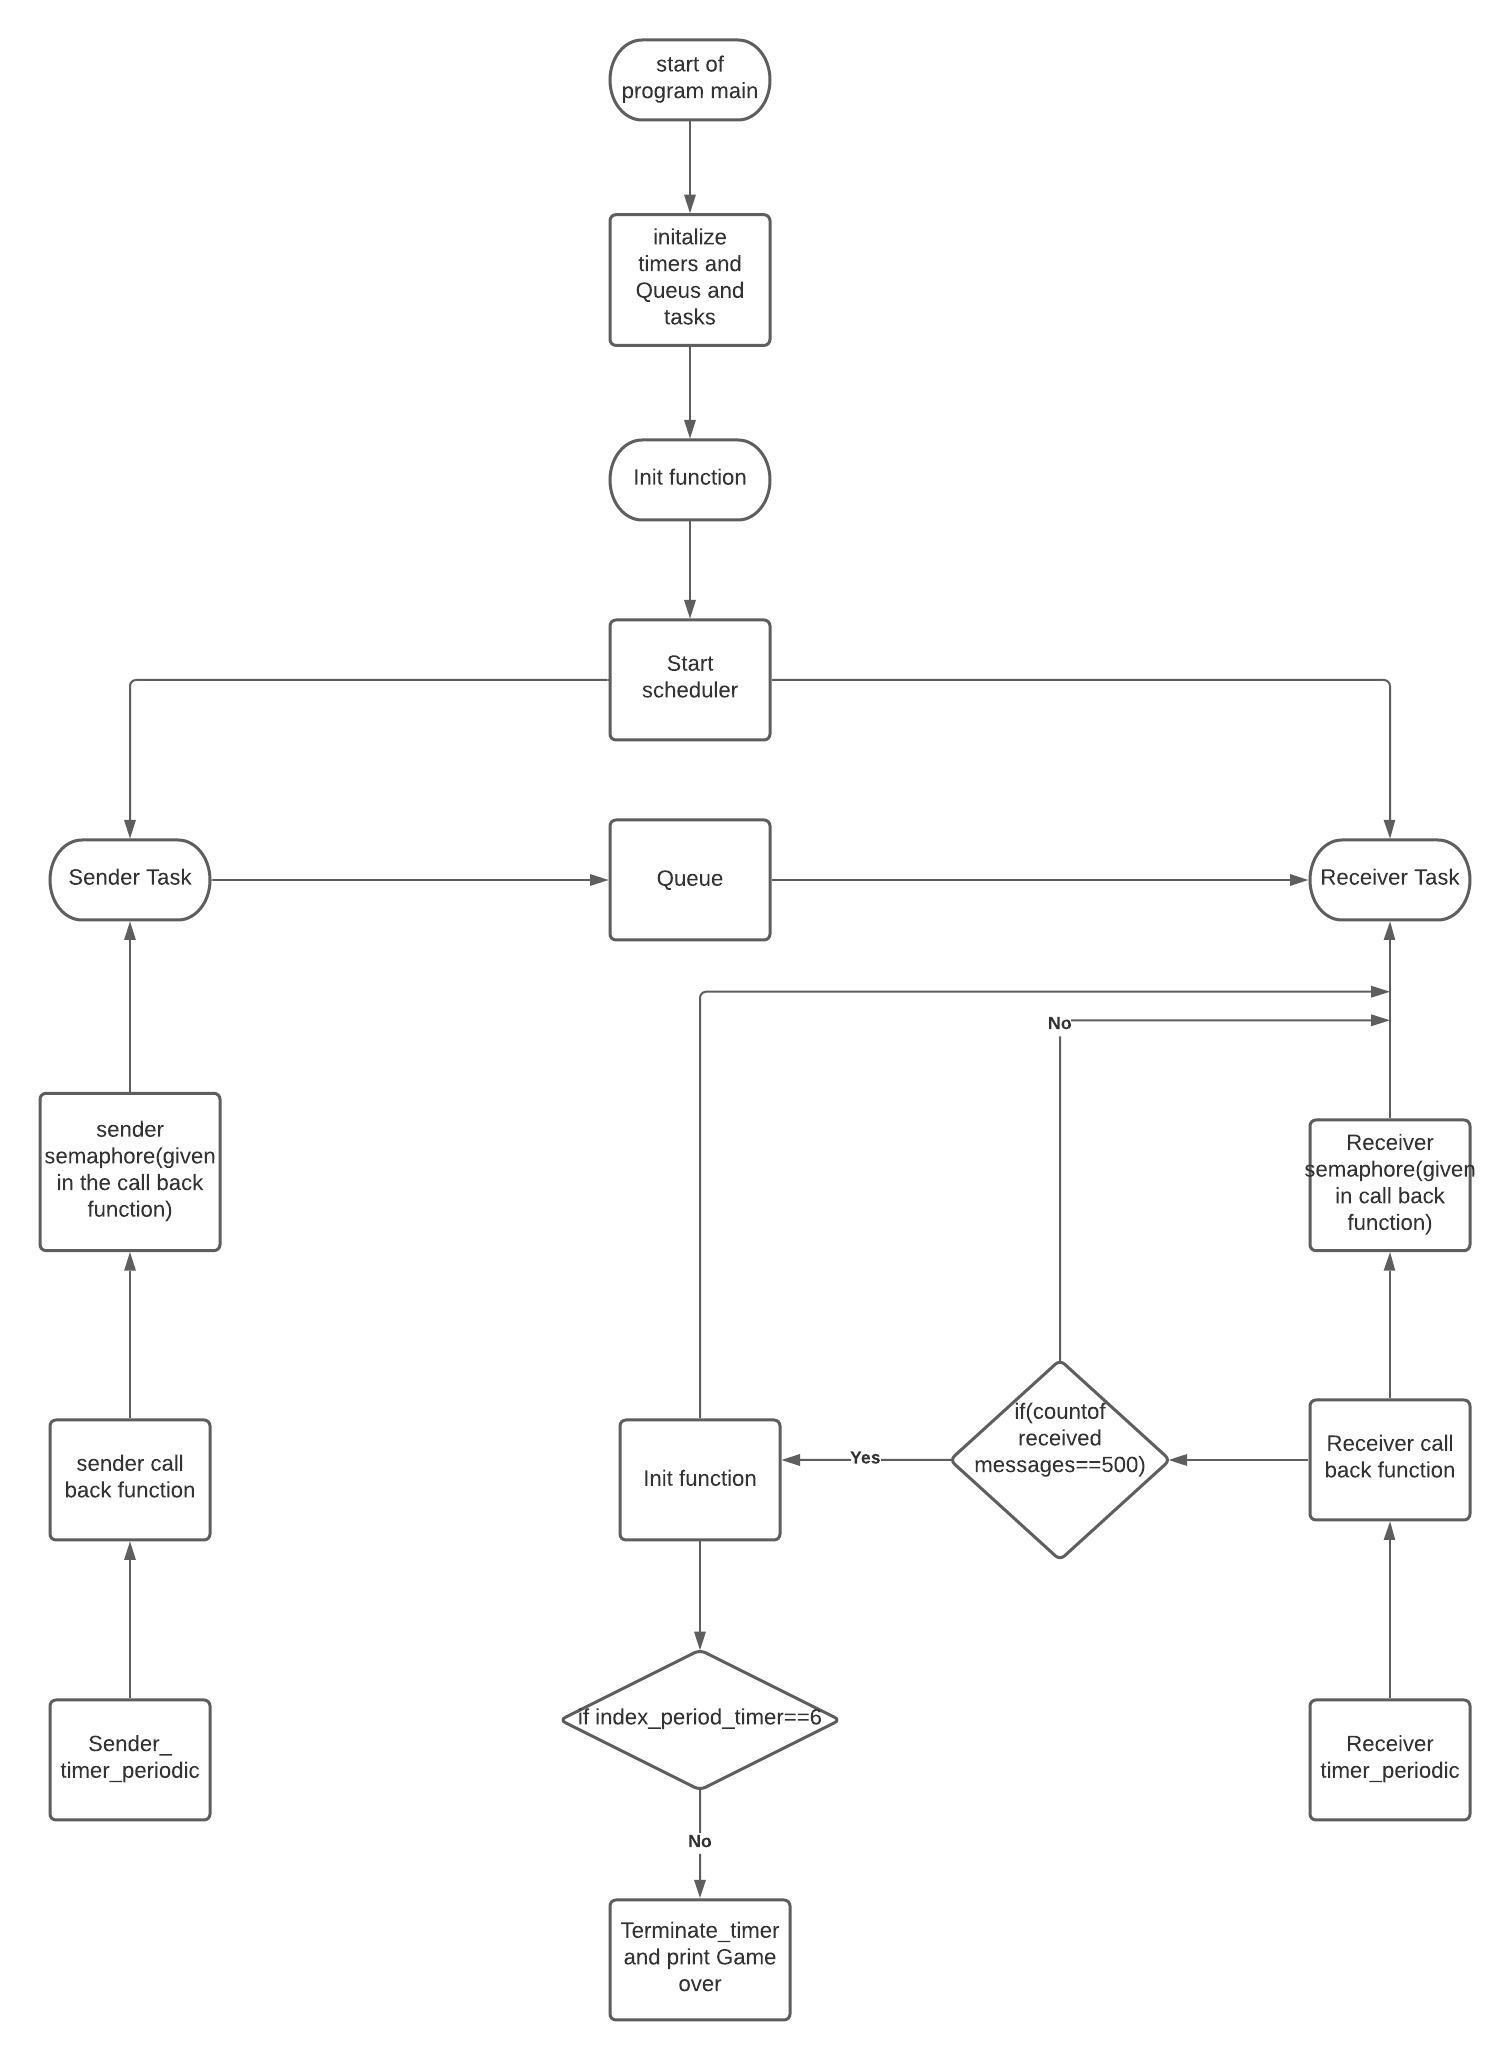 start of
program main
initalize
timers and
Queus and
tasks
Init function
Start
scheduler
Sender Task
Queue
Receiver Task
No
sender
semaphore(given
in the call back
function)
Receiver
semaphore(given
in call back
function)
sender call
back function
Init function
Yes
if(countof
received
messages==500)
Receiver call
back function
Sender_
timer_periodic
if index_period_timer==6
Receiver
timer_periodic
No
Terminate_timer
and print Game
over